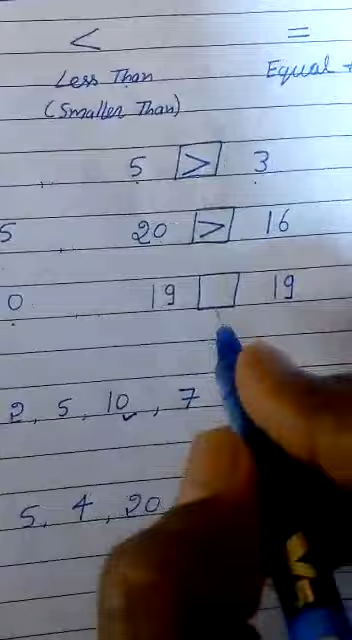 < =
Less Than Equal
(Smaller Than)
5 > 3
5 20 > 16
0 19 19
2, 5, 10, 7
5, 4, 20